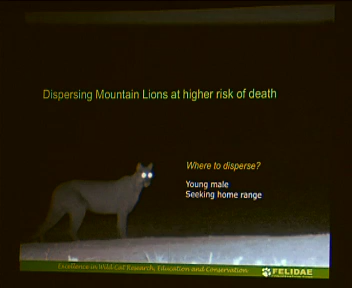 Dispersing Mountain Lions at higher risk of death
Where to disperse?
Young male
Seeking home range
Excellence in Wild Cat Research, Education and Conservation
FELIDAE